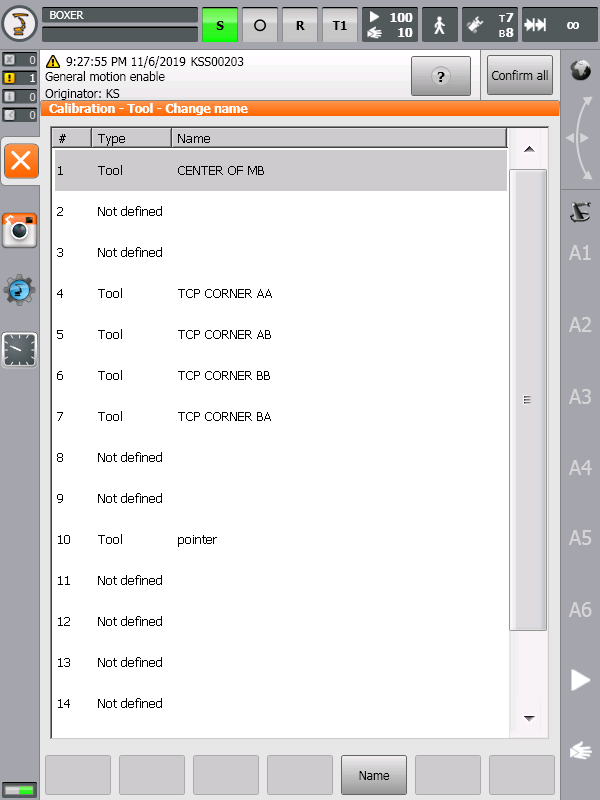 BOXER
S
O
R
T1
100
10
T7
B8
∞
0
1
0
0
9:27:55 PM 11/6/2019 KSS00203
General motion enable
Originator: KS
?
Confirm all
Calibration - Tool - Change name
# Type Name
1 Tool CENTER OF MB
2 Not defined
3 Not defined
4 Tool TCP CORNER AA
5 Tool TCP CORNER AB
6 Tool TCP CORNER BB
7 Tool TCP CORNER BA
8 Not defined
9 Not defined
10 Tool pointer
11 Not defined
12 Not defined
13 Not defined
14 Not defined
A1
A2
A3
A4
A5
A6
Name